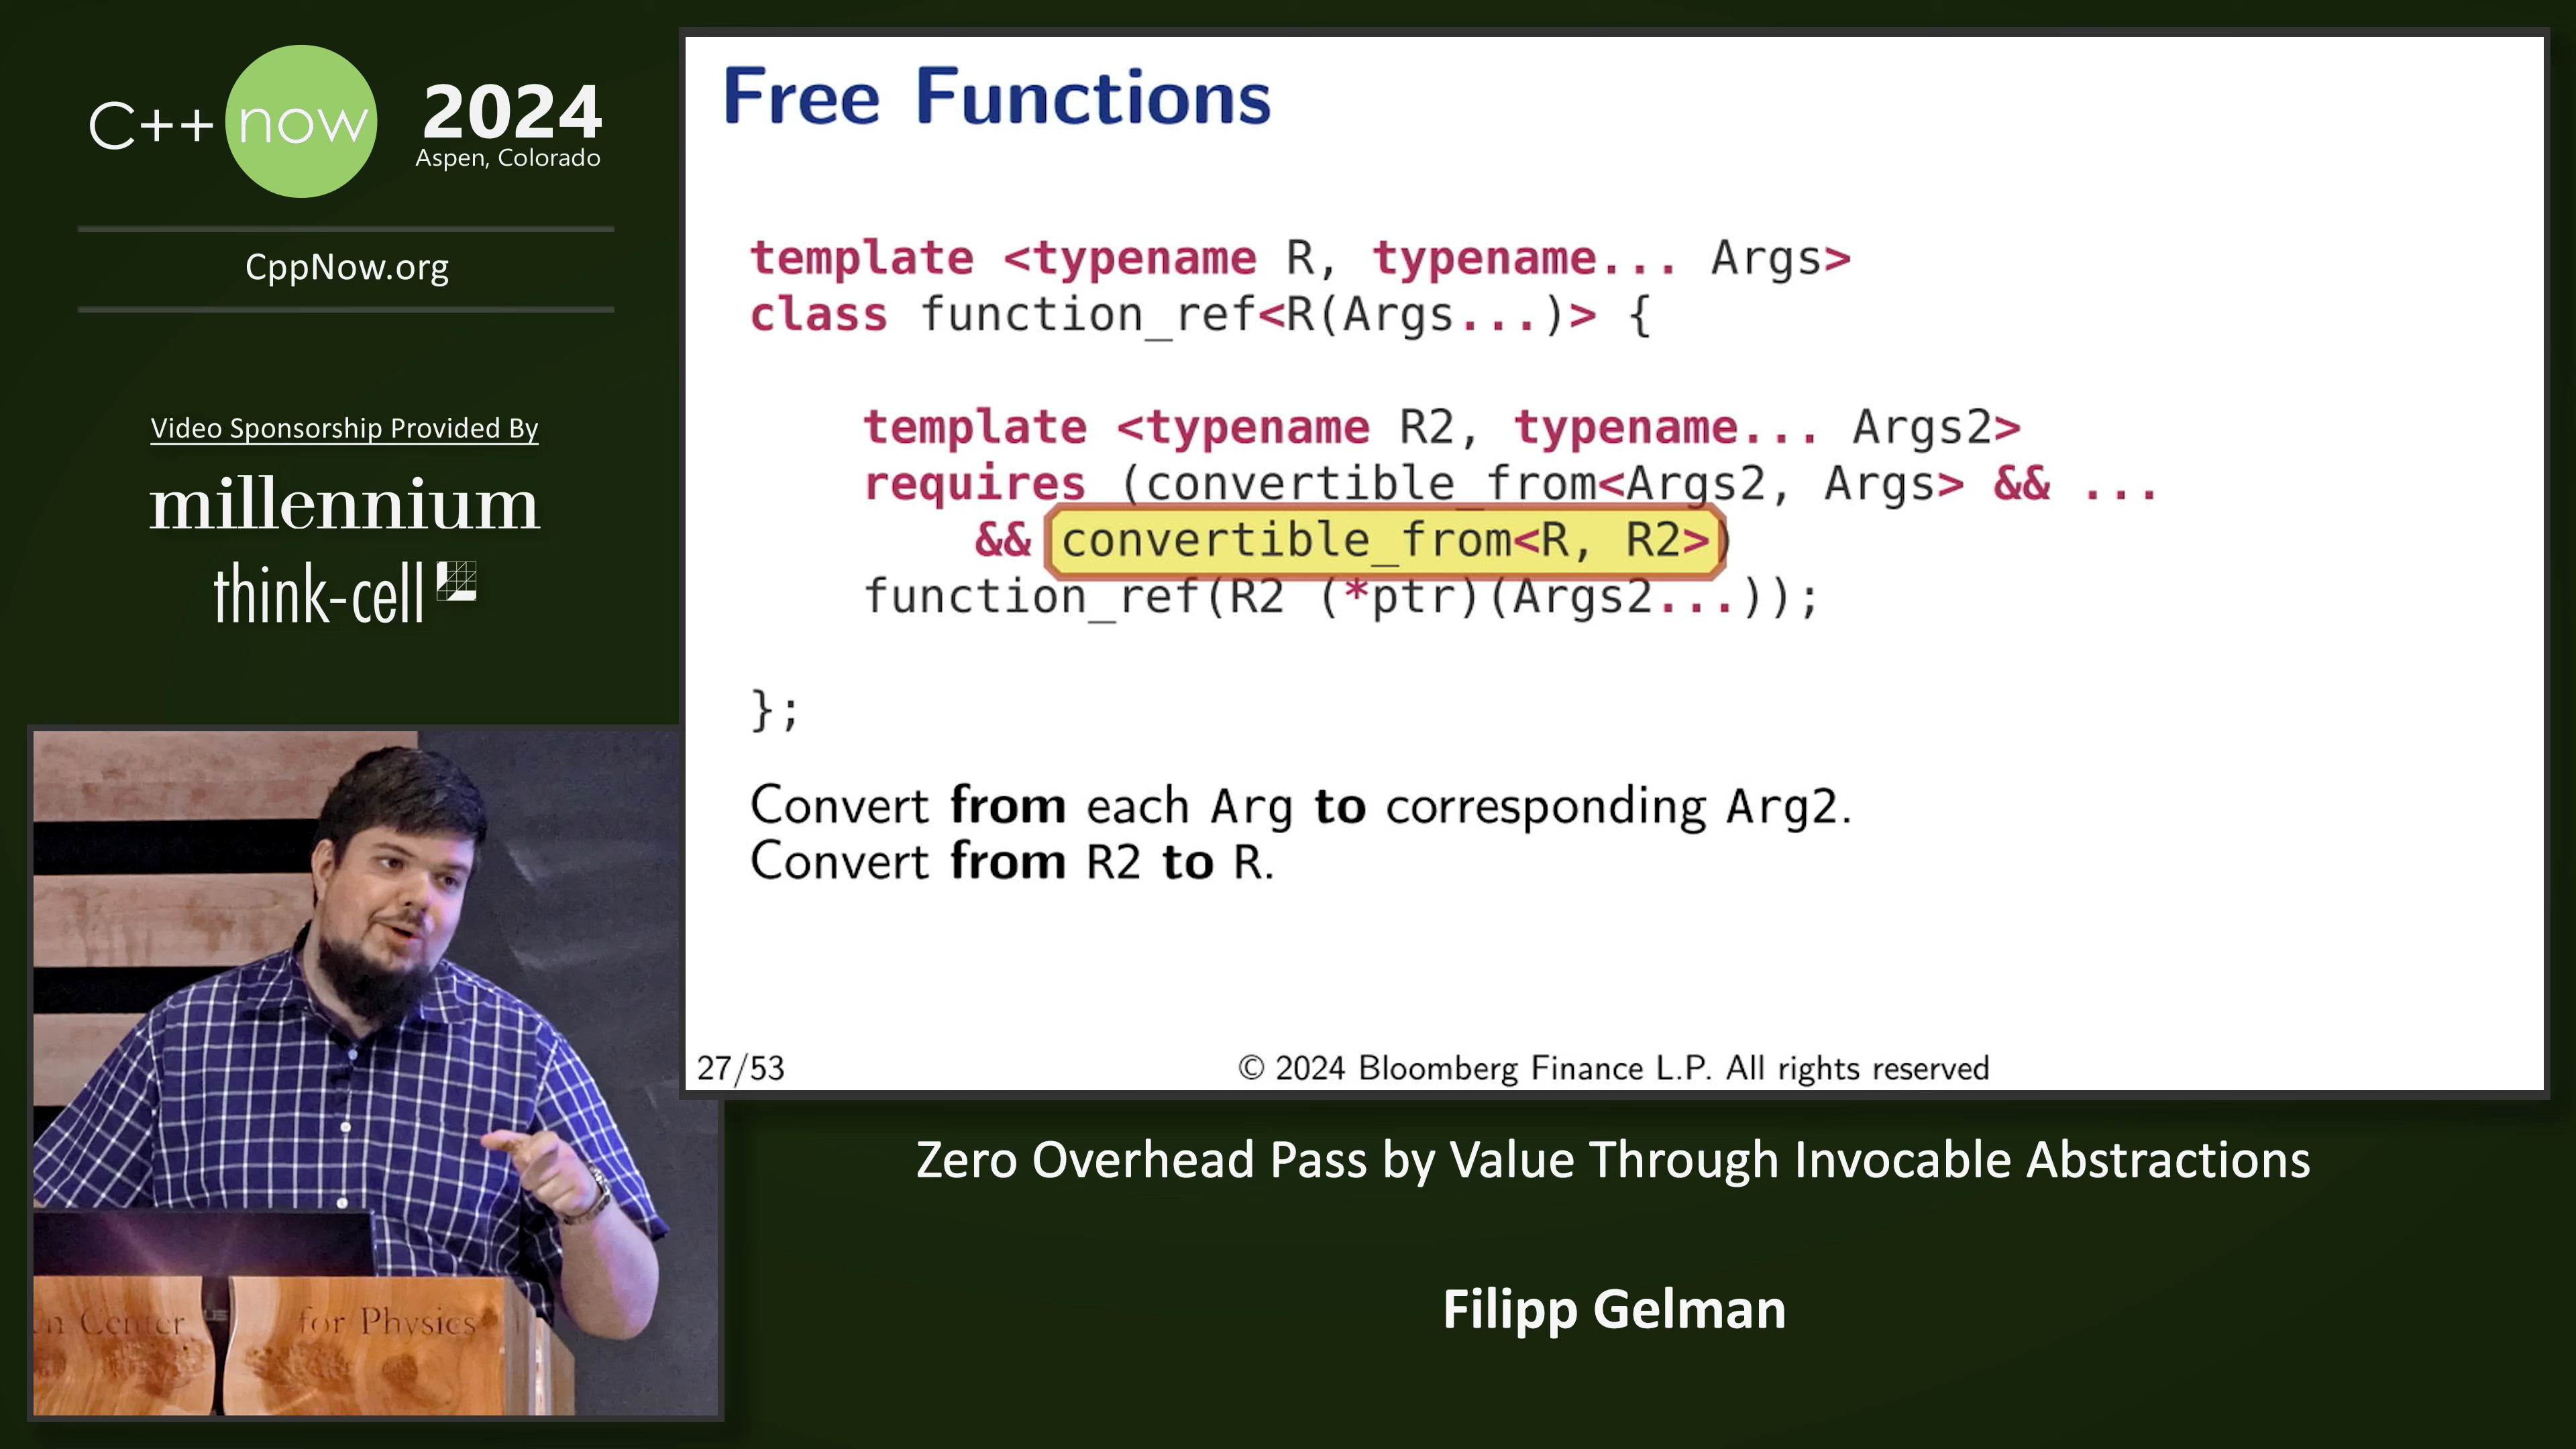 C++ now
2024
Aspen, Colorado
CppNow.org
Video Sponsorship Provided By
millennium
think-cell
Free Functions
template <typename R, typename... Args>
class function_ref<R(Args...)> {
template <typename R2, typename... Args2>
requires (convertible_from<Args2, Args> && ...
&& convertible_from<R, R2>)
function_ref(R2 (*ptr)(Args2...));
};
Convert from each Arg to corresponding Arg2.
Convert from R2 to R.
27/53
© 2024 Bloomberg Finance L.P. All rights reserved
Center
for Physics
Zero Overhead Pass by Value Through Invocable Abstractions
Filipp Gelman